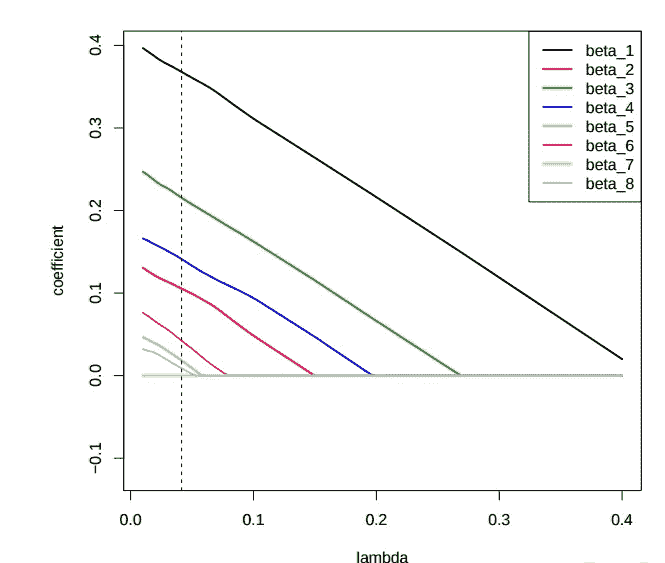 0.4
0.3
0.2
0.1
0.0
−0.1
coefficient
0.0 0.1 0.2 0.3 0.4
lambda
beta_1
beta_2
beta_3
beta_4
beta_5
beta_6
beta_7
beta_8